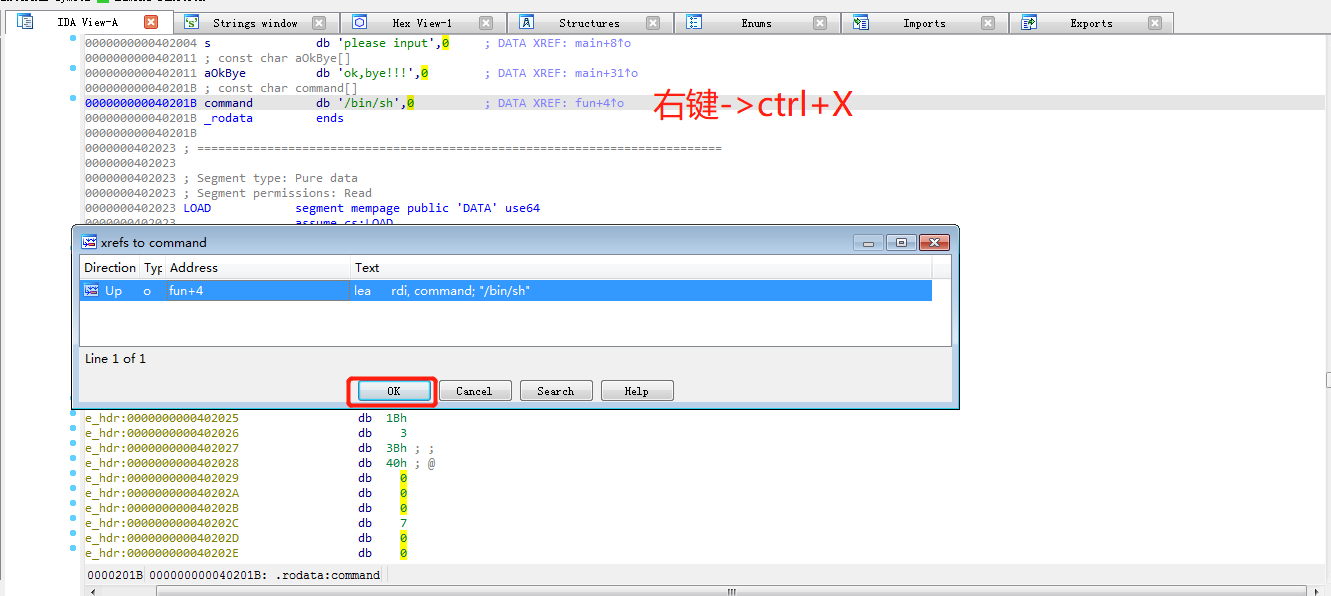 IDA View-A Strings window Hex View-1 Structures Enums Imports Exports
0000000000402004 s db 'please input',0 ; DATA XREF: main+8↑o
0000000000402011 ; const char aOkBye[]
0000000000402011 aOkBye db 'ok,bye!!!',0 ; DATA XREF: main+31↑o
000000000040201B ; const char command[]
000000000040201B command db '/bin/sh',0 ; DATA XREF: fun+4↑o
右键->ctrl+X
000000000040201B _rodata ends
000000000040201B
0000000000402023 ; ===========================================================================
0000000000402023
0000000000402023 ; Segment type: Pure data
0000000000402023 ; Segment permissions: Read
0000000000402023 LOAD segment mempage public 'DATA' use64
0000000000402023 assume cs:LOAD
xrefs to command
Direction Typ Address Text
Up o fun+4 lea rdi, command; "/bin/sh"
Line 1 of 1
OK Cancel Search Help
e_hdr:0000000000402025 db 1Bh
e_hdr:0000000000402026 db 3
e_hdr:0000000000402027 db 3Bh ; ;
e_hdr:0000000000402028 db 40h ; @
e_hdr:0000000000402029 db 0
e_hdr:000000000040202A db 0
e_hdr:000000000040202B db 0
e_hdr:000000000040202C db 7
e_hdr:000000000040202D db 0
e_hdr:000000000040202E db 0
0000201B 000000000040201B: .rodata:command